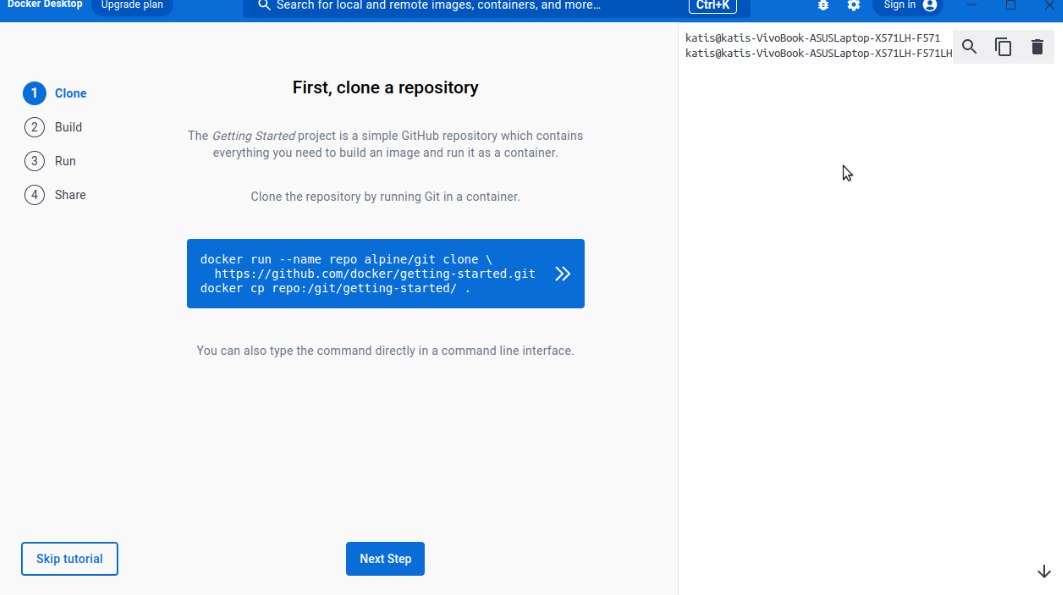 Docker Desktop Upgrade plan Search for local and remote images, containers, and more... Ctrl+K Sign in
1 Clone
2 Build
3 Run
4 Share
First, clone a repository
The Getting Started project is a simple GitHub repository which contains
everything you need to build an image and run it as a container.
Clone the repository by running Git in a container.
docker run --name repo alpine/git clone \
https://github.com/docker/getting-started.git
docker cp repo:/git/getting-started/ .
You can also type the command directly in a command line interface.
Skip tutorial
Next Step
katis@katis-VivoBook-ASUSLaptop-X571LH-F571
katis@katis-VivoBook-ASUSLaptop-X571LH-F571LH